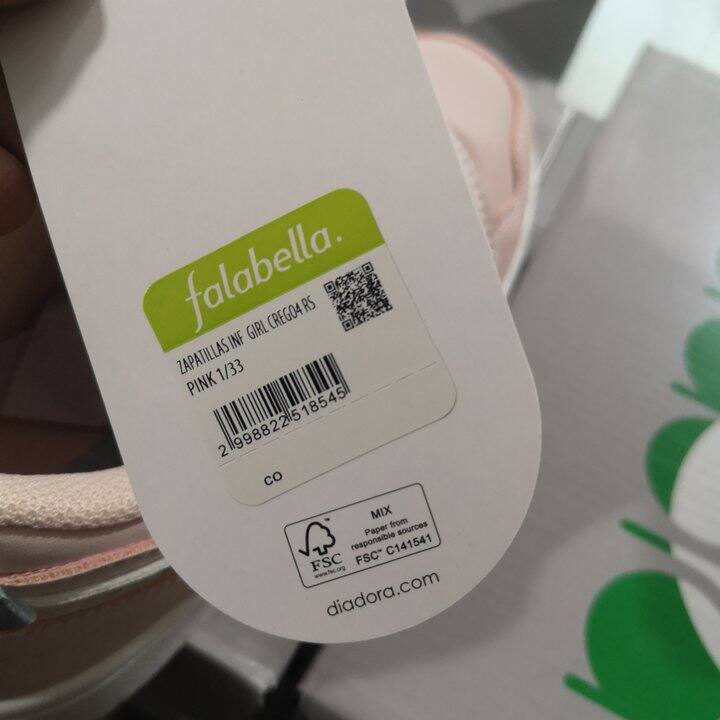 falabella.
ZAPATILLAS INF GIRL CREG04 RS
PINK 1/33
2 998822 518545
CO
FSC
www.fsc.org
MIX
Paper from
responsible sources
FSC™ C141541
diadora.com